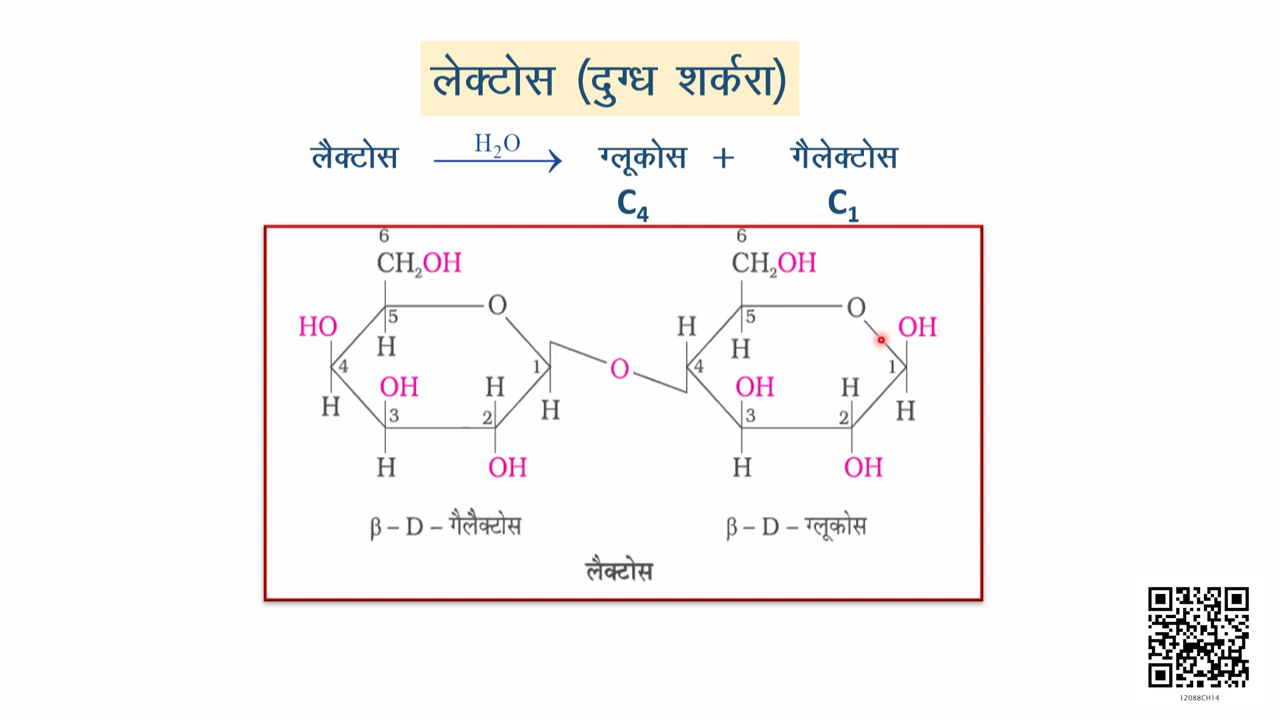 लेक्टोस (दुग्ध शर्करा)
लैक्टोस H₂O ग्लूकोस + गैलेक्टोस
C₄ C₁
6 6
CH₂OH CH₂OH
O O
5 5
HO H OH
H H
4 1 O 4 1
OH H OH H
H H H
3 2 3 2
H OH H OH
β – D – गैलैक्टोस β – D – ग्लूकोस
लैक्टोस
12088CH14